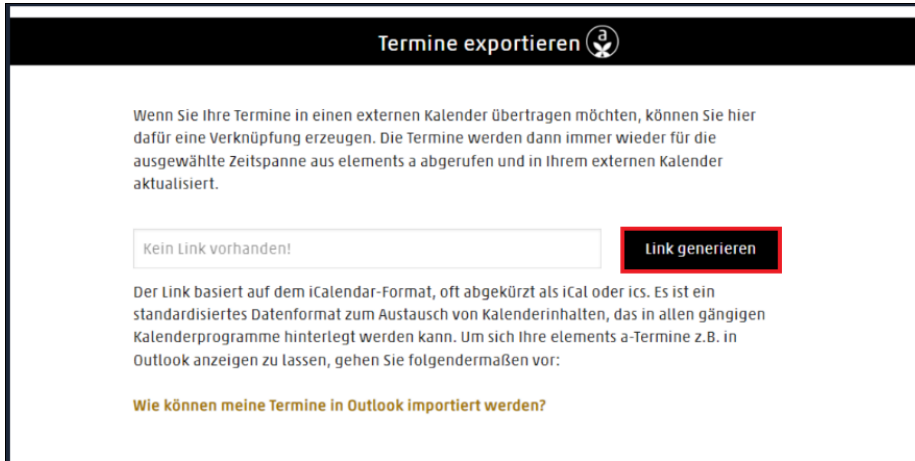 Termine exportieren a
Wenn Sie Ihre Termine in einen externen Kalender übertragen möchten, können Sie hier
dafür eine Verknüpfung erzeugen. Die Termine werden dann immer wieder für die
ausgewählte Zeitspanne aus elements a abgerufen und in Ihrem externen Kalender
aktualisiert.
Kein Link vorhanden!
Link generieren
Der Link basiert auf dem iCalendar-Format, oft abgekürzt als iCal oder ics. Es ist ein
standardisiertes Datenformat zum Austausch von Kalenderinhalten, das in allen gängigen
Kalenderprogramme hinterlegt werden kann. Um sich Ihre elements a-Termine z.B. in
Outlook anzeigen zu lassen, gehen Sie folgendermaßen vor:
Wie können meine Termine in Outlook importiert werden?